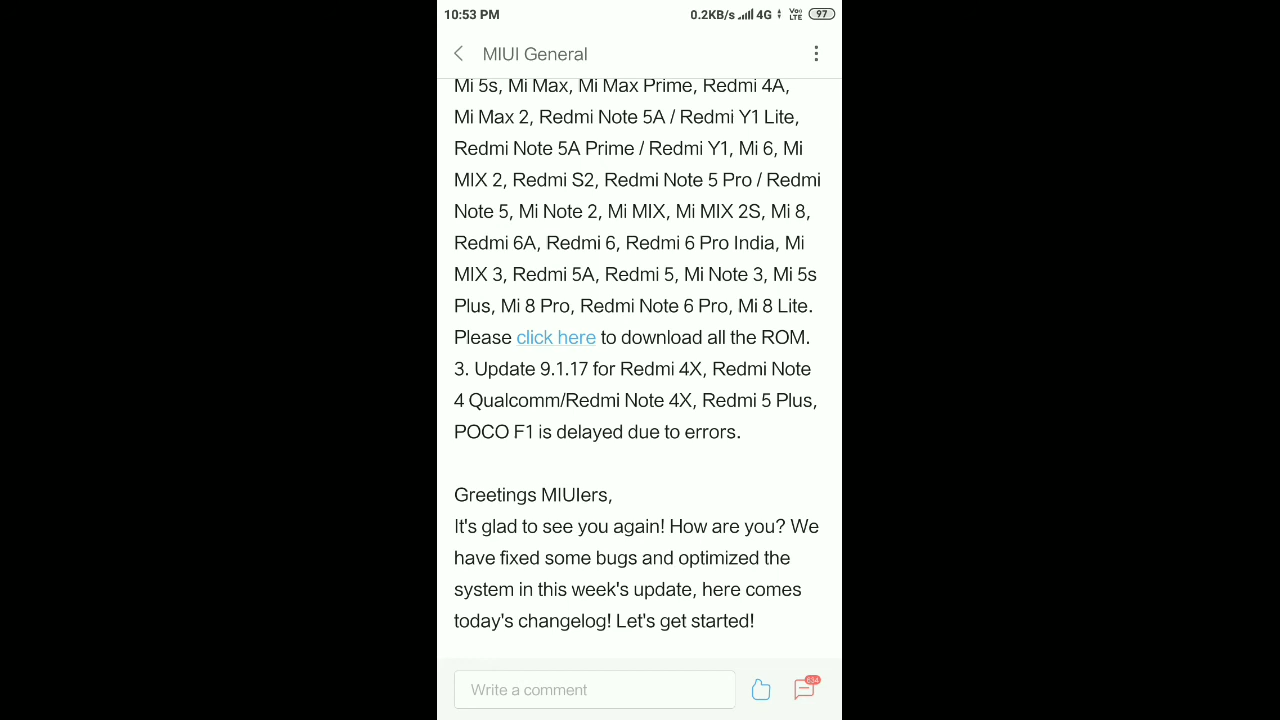 10:53 PM
0.2KB/s 4G Voo LTE 97
MIUI General
Mi 5s, Mi Max, Mi Max Prime, Redmi 4A,
Mi Max 2, Redmi Note 5A / Redmi Y1 Lite,
Redmi Note 5A Prime / Redmi Y1, Mi 6, Mi
MIX 2, Redmi S2, Redmi Note 5 Pro / Redmi
Note 5, Mi Note 2, Mi MIX, Mi MIX 2S, Mi 8,
Redmi 6A, Redmi 6, Redmi 6 Pro India, Mi
MIX 3, Redmi 5A, Redmi 5, Mi Note 3, Mi 5s
Plus, Mi 8 Pro, Redmi Note 6 Pro, Mi 8 Lite.
Please click here to download all the ROM.
3. Update 9.1.17 for Redmi 4X, Redmi Note
4 Qualcomm/Redmi Note 4X, Redmi 5 Plus,
POCO F1 is delayed due to errors.
Greetings MIUIers,
It's glad to see you again! How are you? We
have fixed some bugs and optimized the
system in this week's update, here comes
today's changelog! Let's get started!
Write a comment
634